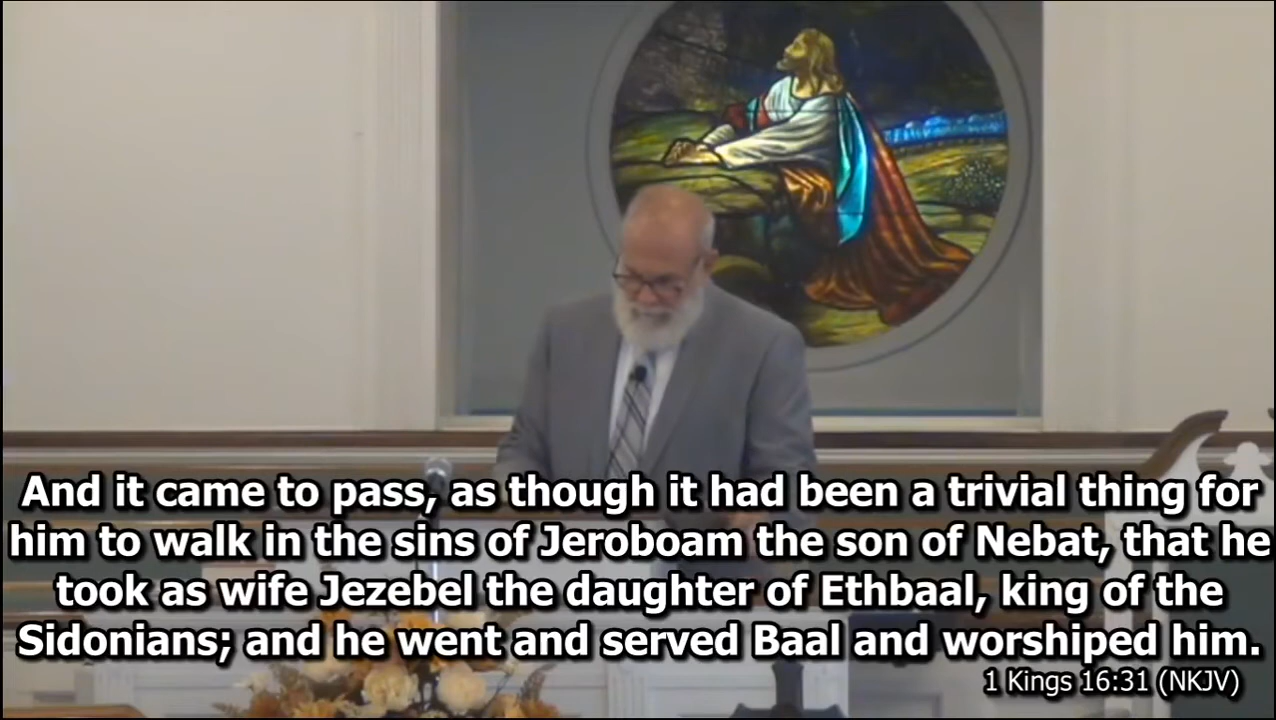 And it came to pass, as though it had been a trivial thing for
him to walk in the sins of Jeroboam the son of Nebat, that he
took as wife Jezebel the daughter of Ethbaal, king of the
Sidonians; and he went and served Baal and worshiped him.
1 Kings 16:31 (NKJV)